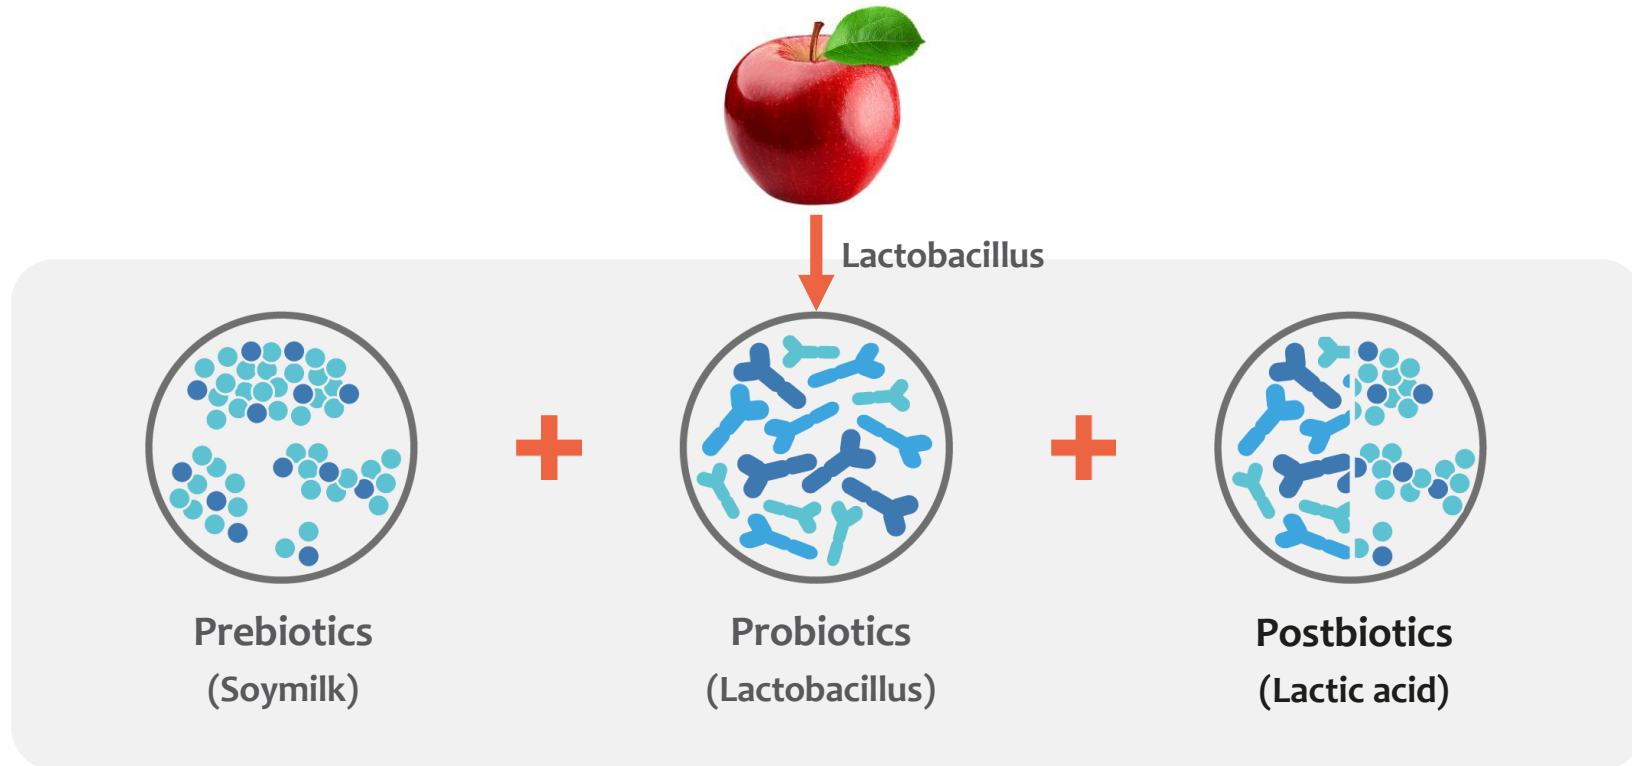 Lactobacillus
Prebiotics
(Soymilk)
Probiotics
(Lactobacillus)
Postbiotics
(Lactic acid)